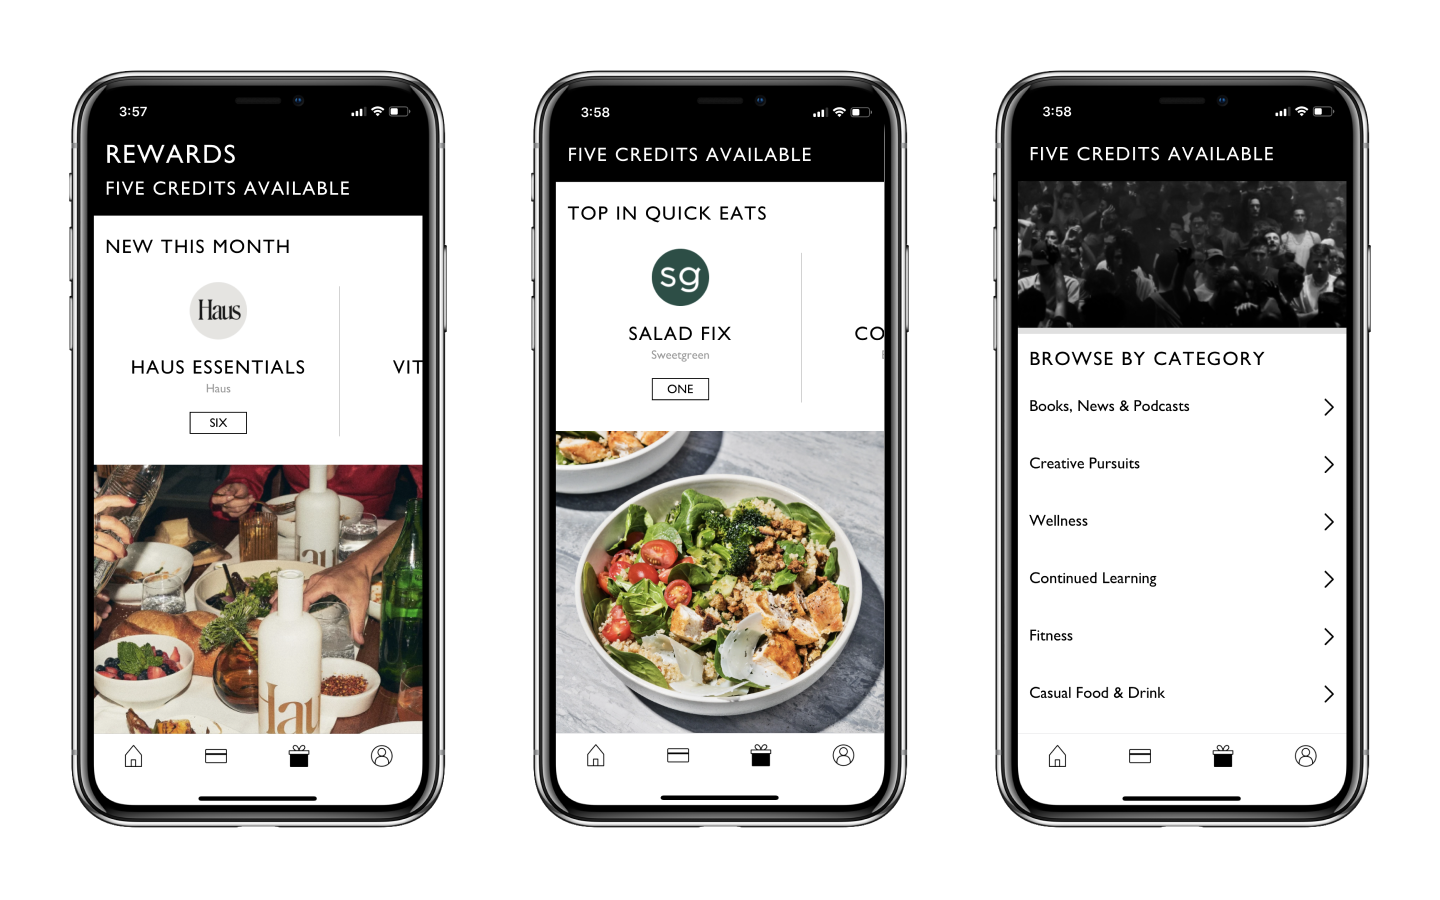 3:57
REWARDS
FIVE CREDITS AVAILABLE
NEW THIS MONTH
Haus
HAUS ESSENTIALS
Haus
SIX
VIT
lau
lau
3:58
FIVE CREDITS AVAILABLE
TOP IN QUICK EATS
sg
SALAD FIX
Sweetgreen
ONE
CO
3:58
FIVE CREDITS AVAILABLE
BROWSE BY CATEGORY
Books, News & Podcasts
Creative Pursuits
Wellness
Continued Learning
Fitness
Casual Food & Drink